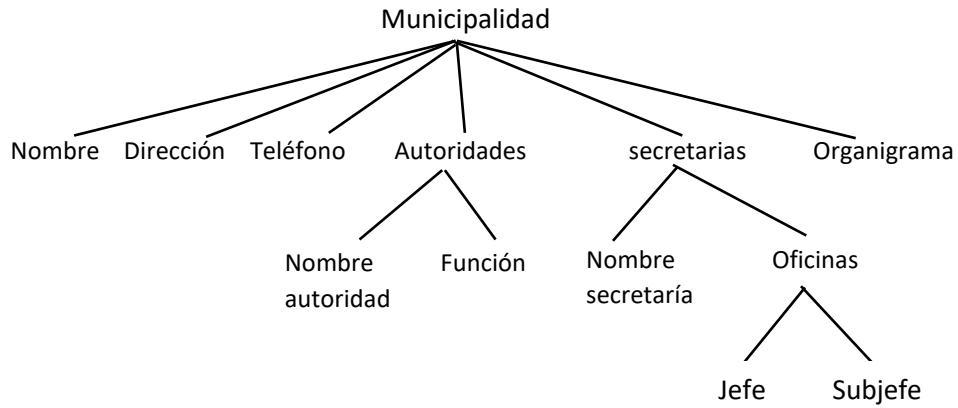 Municipalidad
Nombre Dirección Teléfono Autoridades secretarias Organigrama
Nombre autoridad
Función
Nombre secretaría
Oficinas
Jefe Subjefe